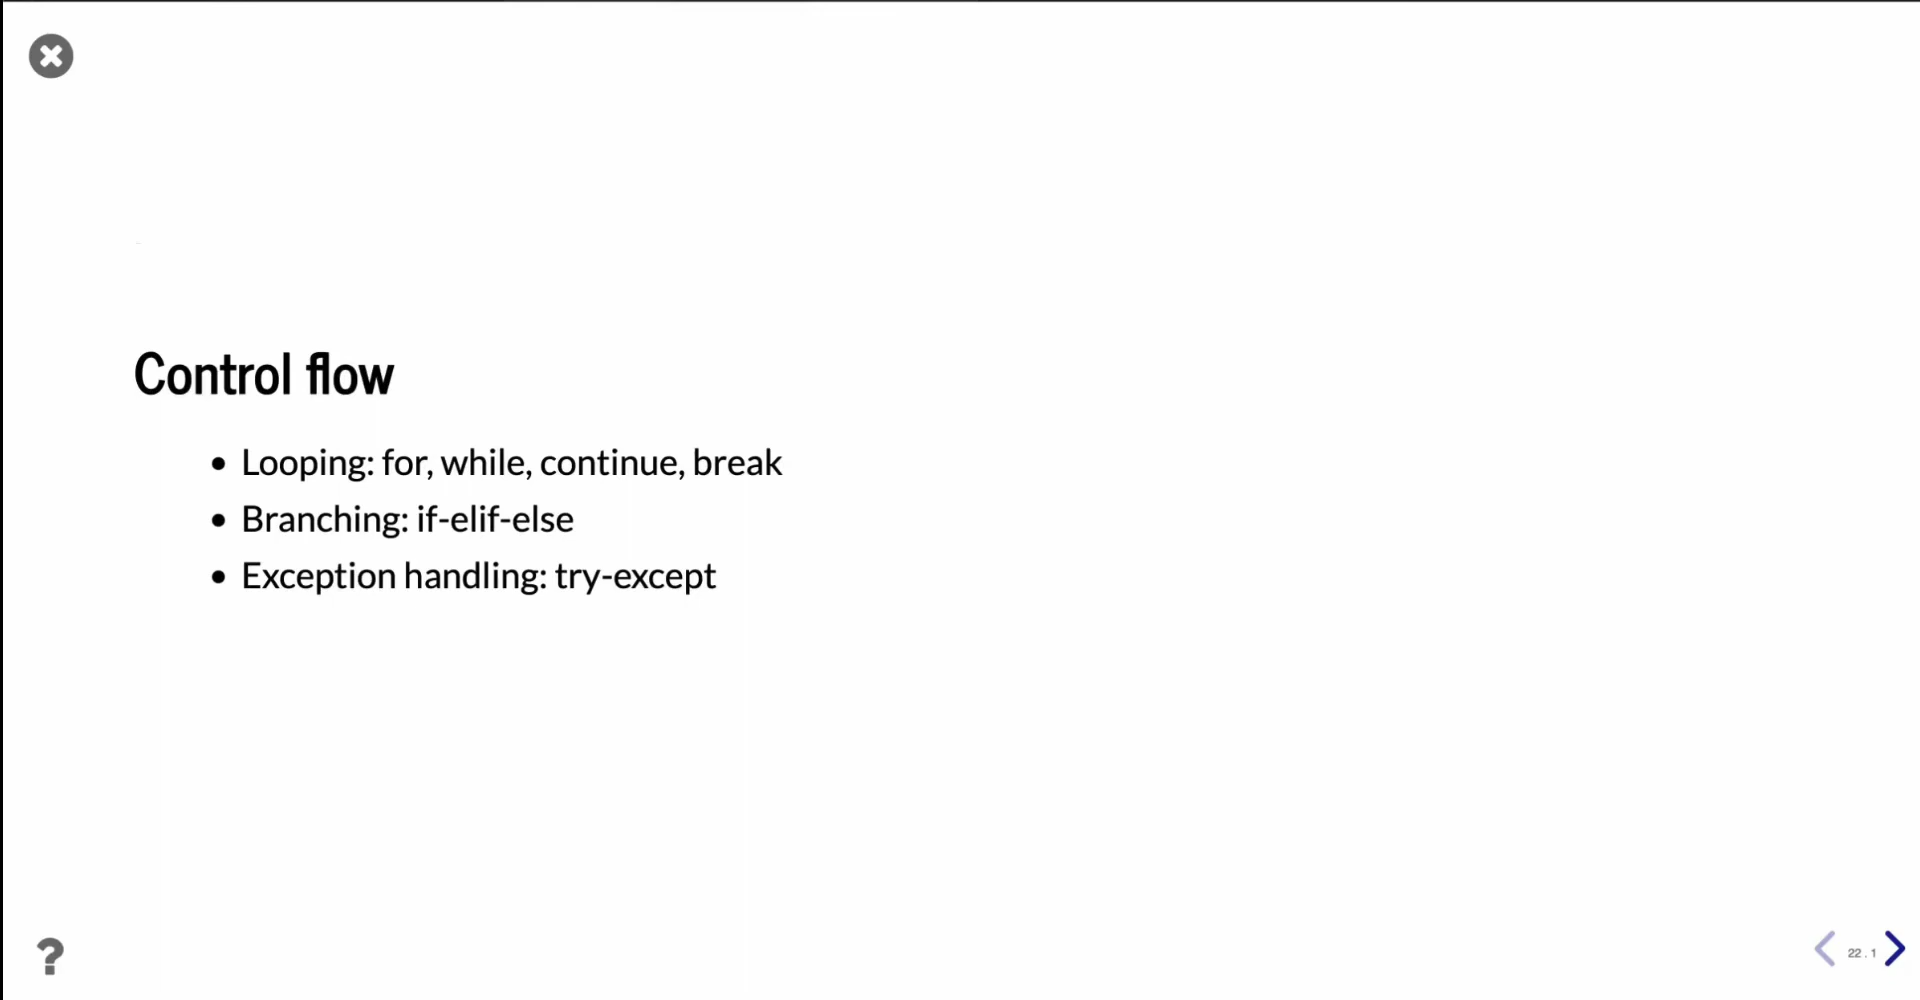 Control flow
• Looping: for, while, continue, break
• Branching: if-elif-else
• Exception handling: try-except
?
22 . 1